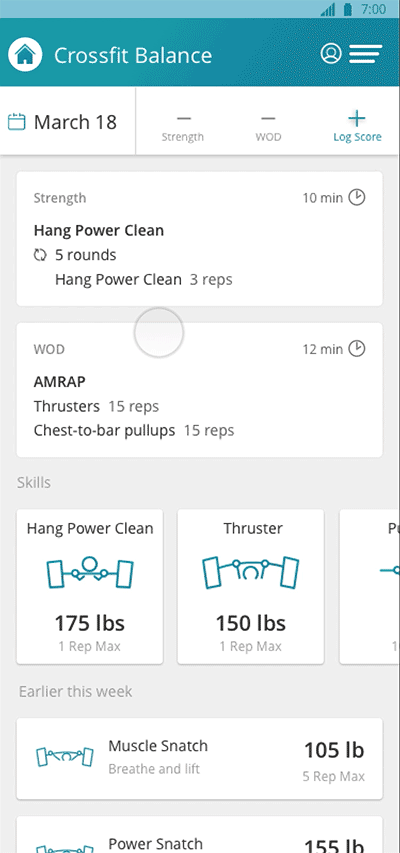 7:00
Crossfit Balance
March 18
– Strength
– WOD
+ Log Score
Strength 10 min
Hang Power Clean
5 rounds
Hang Power Clean 3 reps
WOD 12 min
AMRAP
Thrusters 15 reps
Chest-to-bar pullups 15 reps
Skills
Hang Power Clean
175 lbs
1 Rep Max
Thruster
150 lbs
1 Rep Max
Earlier this week
Muscle Snatch
Breathe and lift
105 lb
5 Rep Max
Power Snatch
155 lb